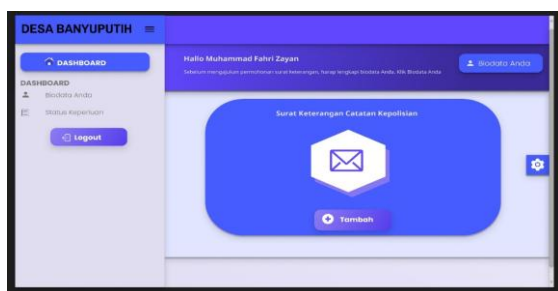 DESA BANYUPUTIH
DASHBOARD
DASHBOARD
Biodata Anda
Status Keperluan
Logout
Hallo Muhammad Fahri Zayan
Sebelum mengajukan permohonan surat keterangan, harap lengkapi biodata Anda, Klik Biodata Anda
Biodata Anda
Surat Keterangan Catatan Kepolisian
Tambah